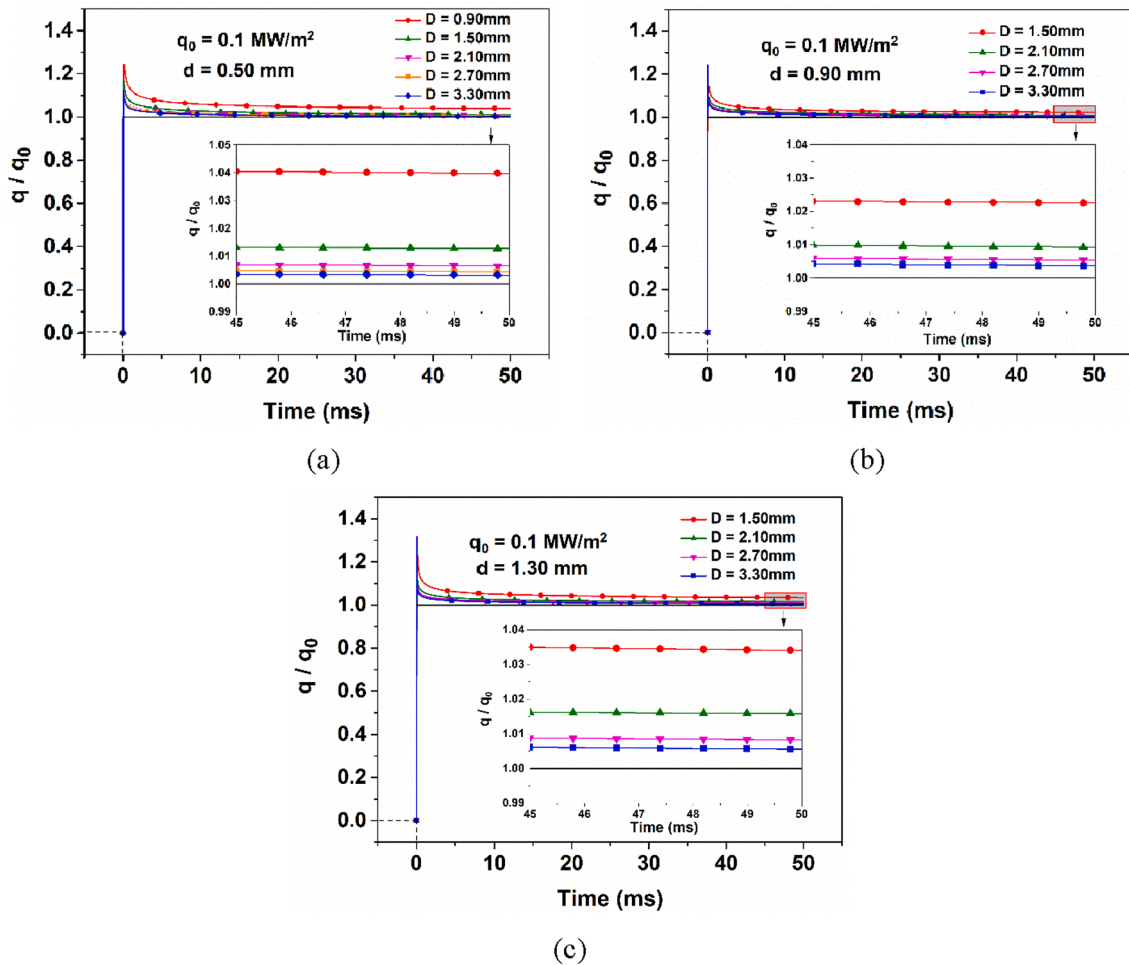 1.4
1.2
1.0
0.8
0.6
0.4
0.2
0.0
q / q₀
q₀ = 0.1 MW/m²
d = 0.50 mm
D = 0.90mm
D = 1.50mm
D = 2.10mm
D = 2.70mm
D = 3.30mm
1.05
1.04
1.03
1.02
1.01
1.00
0.99
q / q₀
45 46 47 48 49 50
Time (ms)
0 10 20 30 40 50
Time (ms)
(a)
1.4
1.2
1.0
0.8
0.6
0.4
0.2
0.0
q / q₀
q₀ = 0.1 MW/m²
d = 0.90 mm
D = 1.50mm
D = 2.10mm
D = 2.70mm
D = 3.30mm
1.04
1.03
1.02
1.01
1.00
0.99
q / q₀
45 46 47 48 49 50
Time (ms)
0 10 20 30 40 50
Time (ms)
(b)
1.4
1.2
1.0
0.8
0.6
0.4
0.2
0.0
q / q₀
q₀ = 0.1 MW/m²
d = 1.30 mm
D = 1.50mm
D = 2.10mm
D = 2.70mm
D = 3.30mm
1.04
1.03
1.02
1.01
1.00
0.99
q / q₀
45 46 47 48 49 50
Time (ms)
0 10 20 30 40 50
Time (ms)
(c)